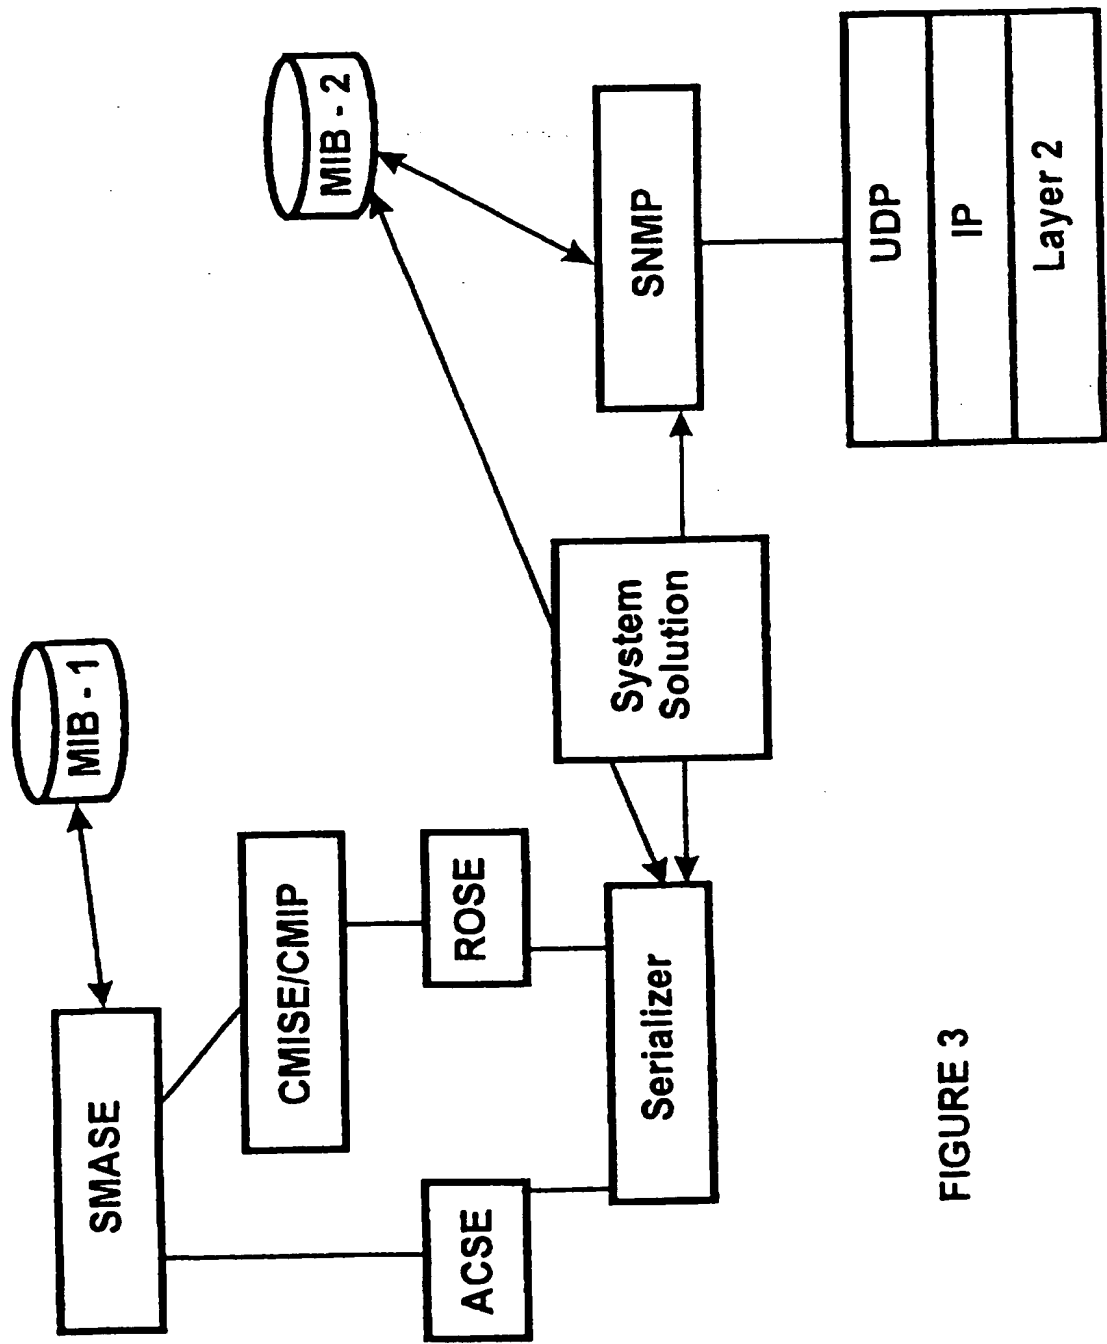 MIB - 1
SMASE
CMISE/CMIP
ACSE
ROSE
Serializer
System
Solution
MIB - 2
SNMP
UDP
IP
Layer 2
FIGURE 3